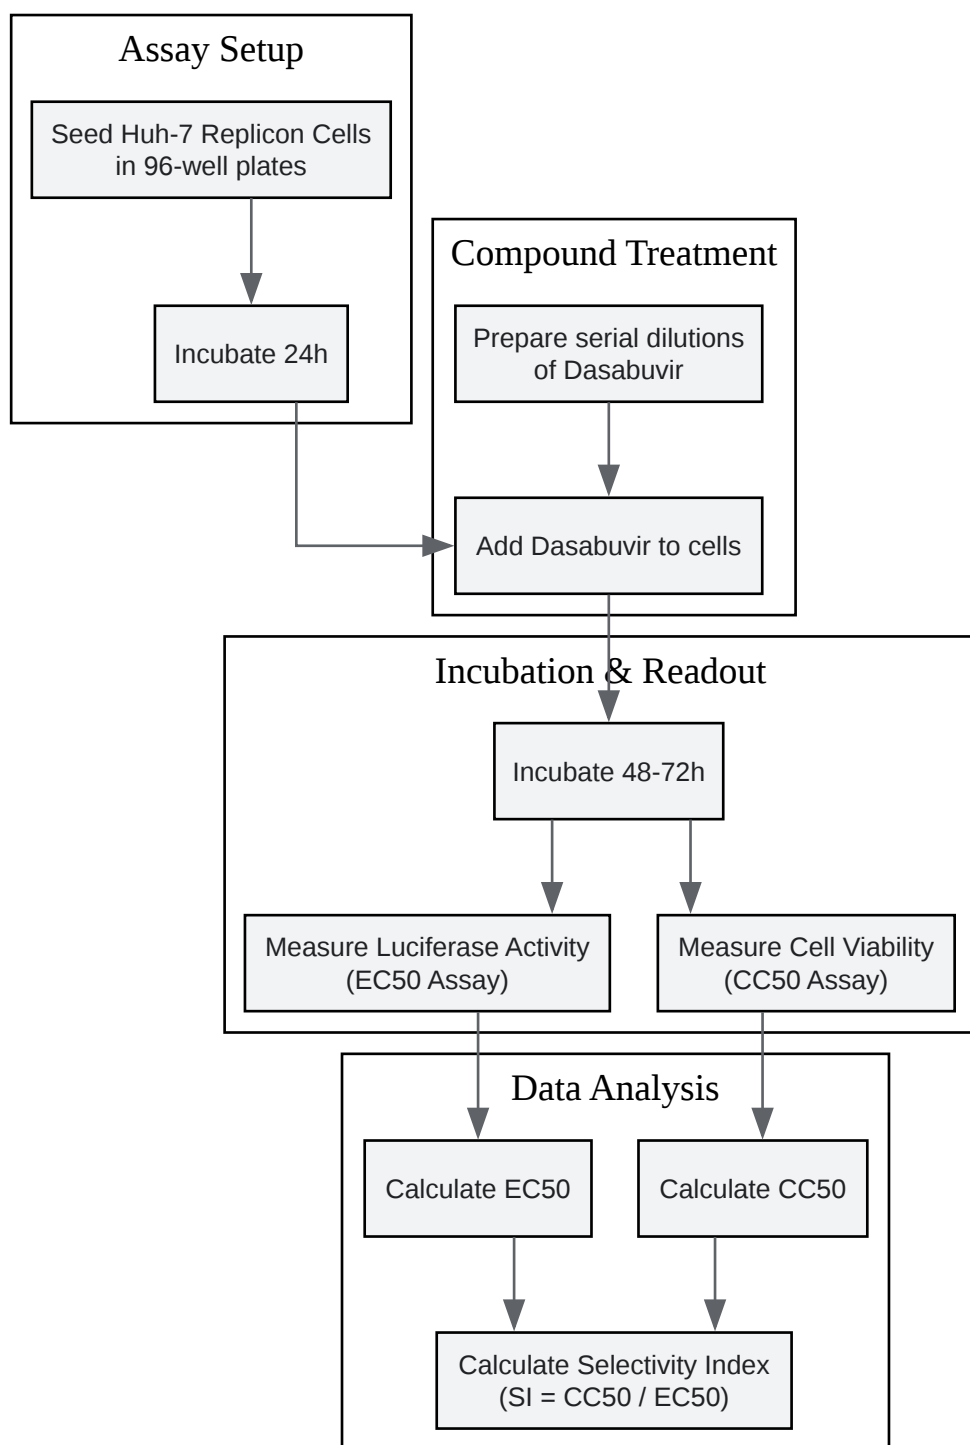 Assay Setup
Seed Huh-7 Replicon Cells
in 96-well plates
Incubate 24h
Compound Treatment
Prepare serial dilutions
of Dasabuvir
Add Dasabuvir to cells
Incubation & Readout
Incubate 48-72h
Measure Luciferase Activity
(EC50 Assay)
Measure Cell Viability
(CC50 Assay)
Data Analysis
Calculate EC50
Calculate CC50
Calculate Selectivity Index
(SI = CC50 / EC50)